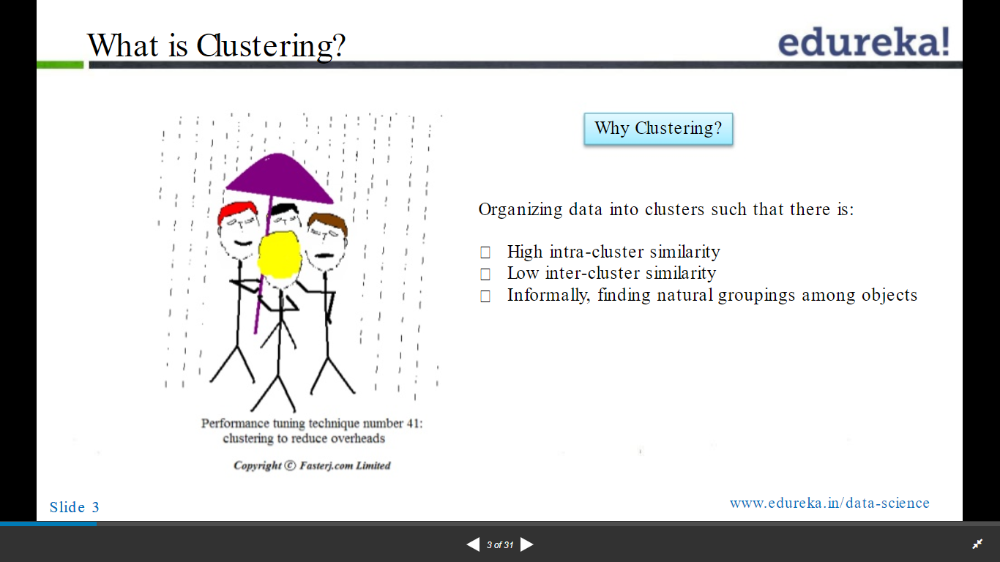 What is Clustering?
edureka!
Why Clustering?
Organizing data into clusters such that there is:
High intra-cluster similarity
Low inter-cluster similarity
Informally, finding natural groupings among objects
Performance tuning technique number 41:
clustering to reduce overheads
Copyright © Fasterj.com Limited
Slide 3
www.edureka.in/data-science
3 of 31